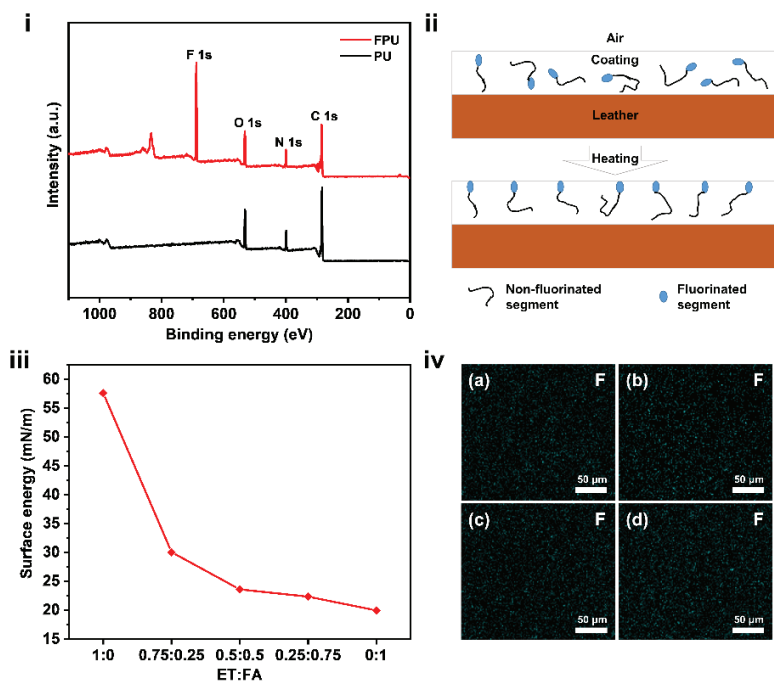 i
FPU
PU
F 1s
O 1s
N 1s
C 1s
Intensity (a.u.)
1000
800
600
400
200
0
Binding energy (eV)
ii
Air
Coating
Leather
Heating
Non-fluorinated
segment
Fluorinated
segment
iii
60
55
50
45
40
35
30
25
20
15
Surface energy (mN/m)
1:0
0.75:0.25
0.5:0.5
0.25:0.75
0:1
ET:FA
iv
(a)
F
50 μm
(b)
F
50 μm
(c)
F
50 μm
(d)
F
50 μm